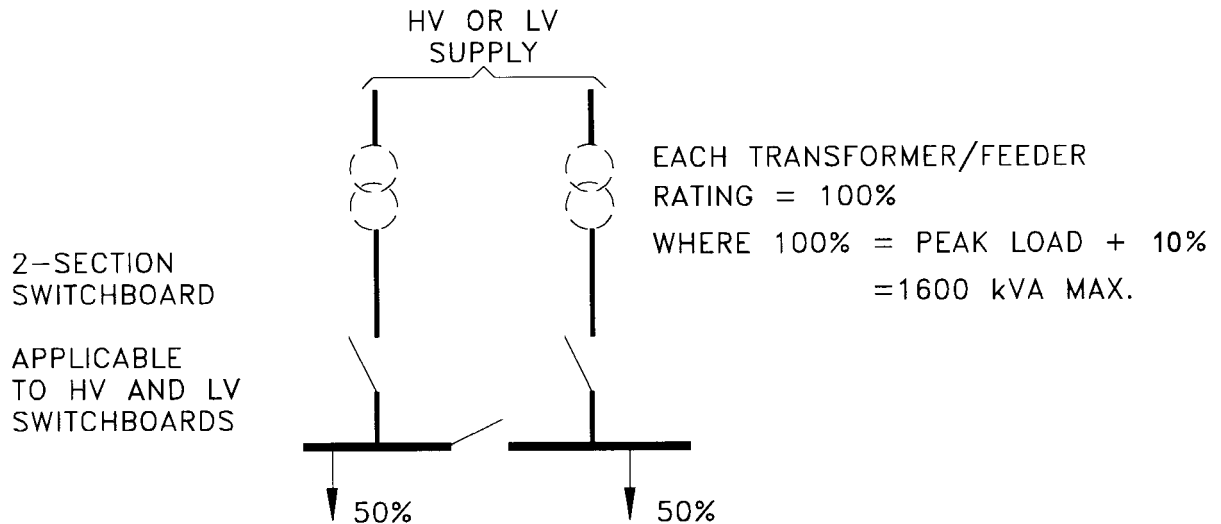 HV OR LV
SUPPLY
EACH TRANSFORMER/FEEDER
RATING = 100%
WHERE 100% = PEAK LOAD + 10%
=1600 kVA MAX.
2-SECTION
SWITCHBOARD
APPLICABLE
TO HV AND LV
SWITCHBOARDS
50%
50%